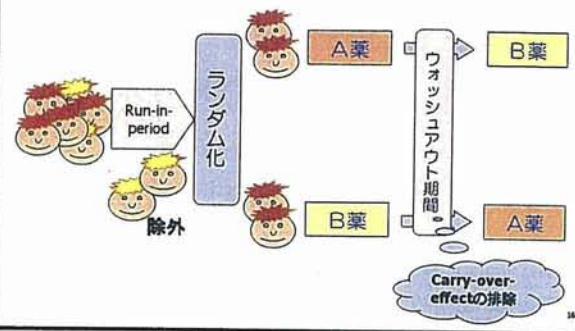 Run-in-
period
除外
ランダム化
A薬
B薬
ウォッシュアウト期間
B薬
A薬
Carry-over-
effectの排除